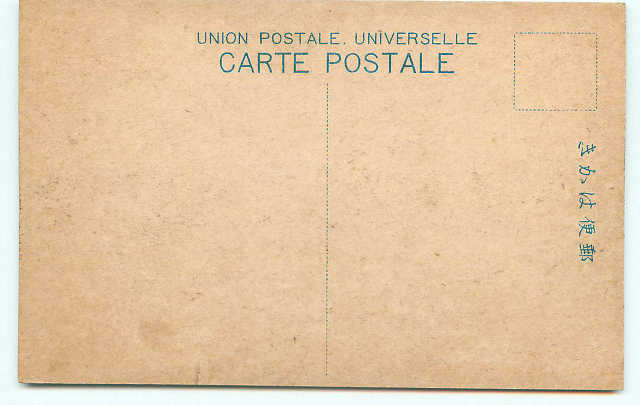 UNION POSTALE. UNIVERSELLE
CARTE POSTALE
郵便はかき